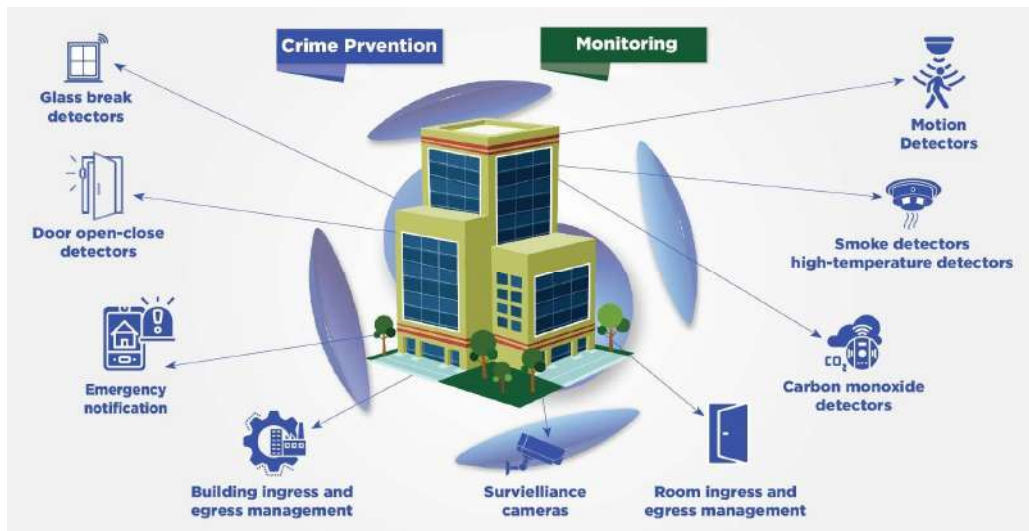 Crime Prvention
Monitoring
Glass break
detectors
Motion
Detectors
Door open-close
detectors
Smoke detectors
high-temperature detectors
Emergency
notification
CO₂
Carbon monoxide
detectors
Building ingress and
egress management
Survielliance
cameras
Room ingress and
egress management